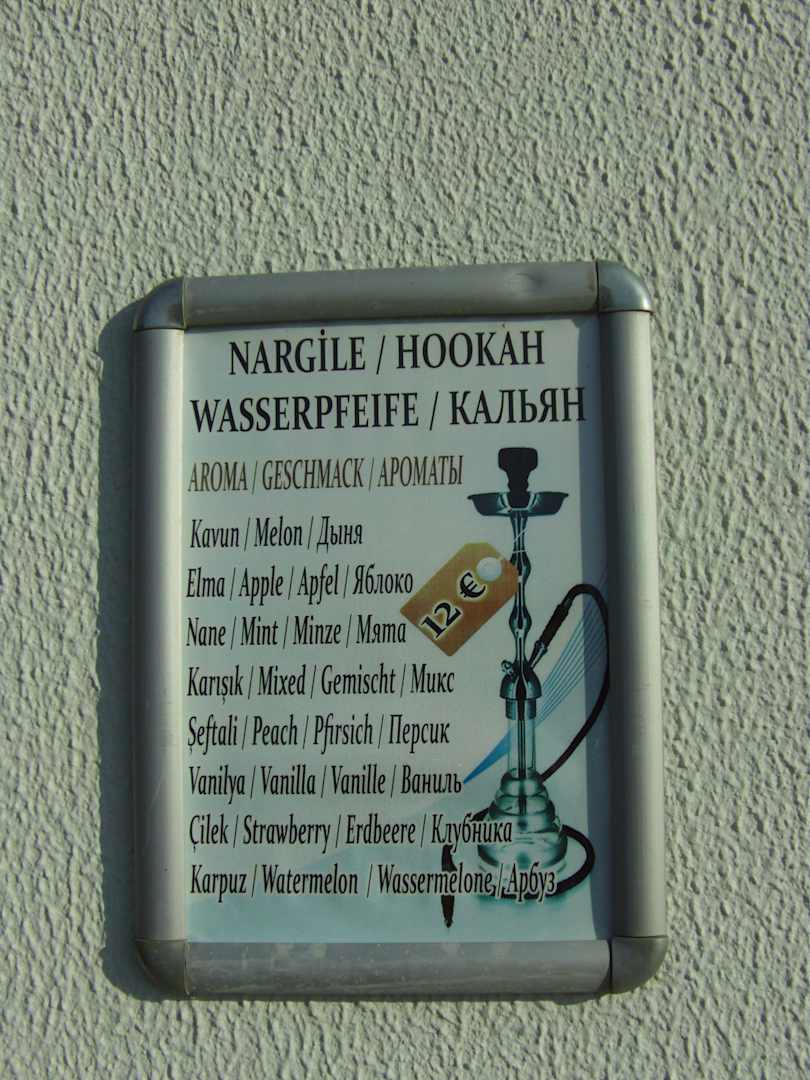 NARGİLE / HOOKAH
WASSERPFEIFE / КАЛЬЯН
AROMA / GESCHMACK / АРОМАТЫ
Kavun / Melon / Дыня
Elma / Apple / Apfel / Яблоко
12 €
Nane / Mint / Minze / Мята
Karışık / Mixed / Gemischt / Микс
Şeftali / Peach / Pfirsich / Персик
Vanilya / Vanilla / Vanille / Ваниль
Çilek / Strawberry / Erdbeere / Клубника
Karpuz / Watermelon / Wassermelone / Арбуз